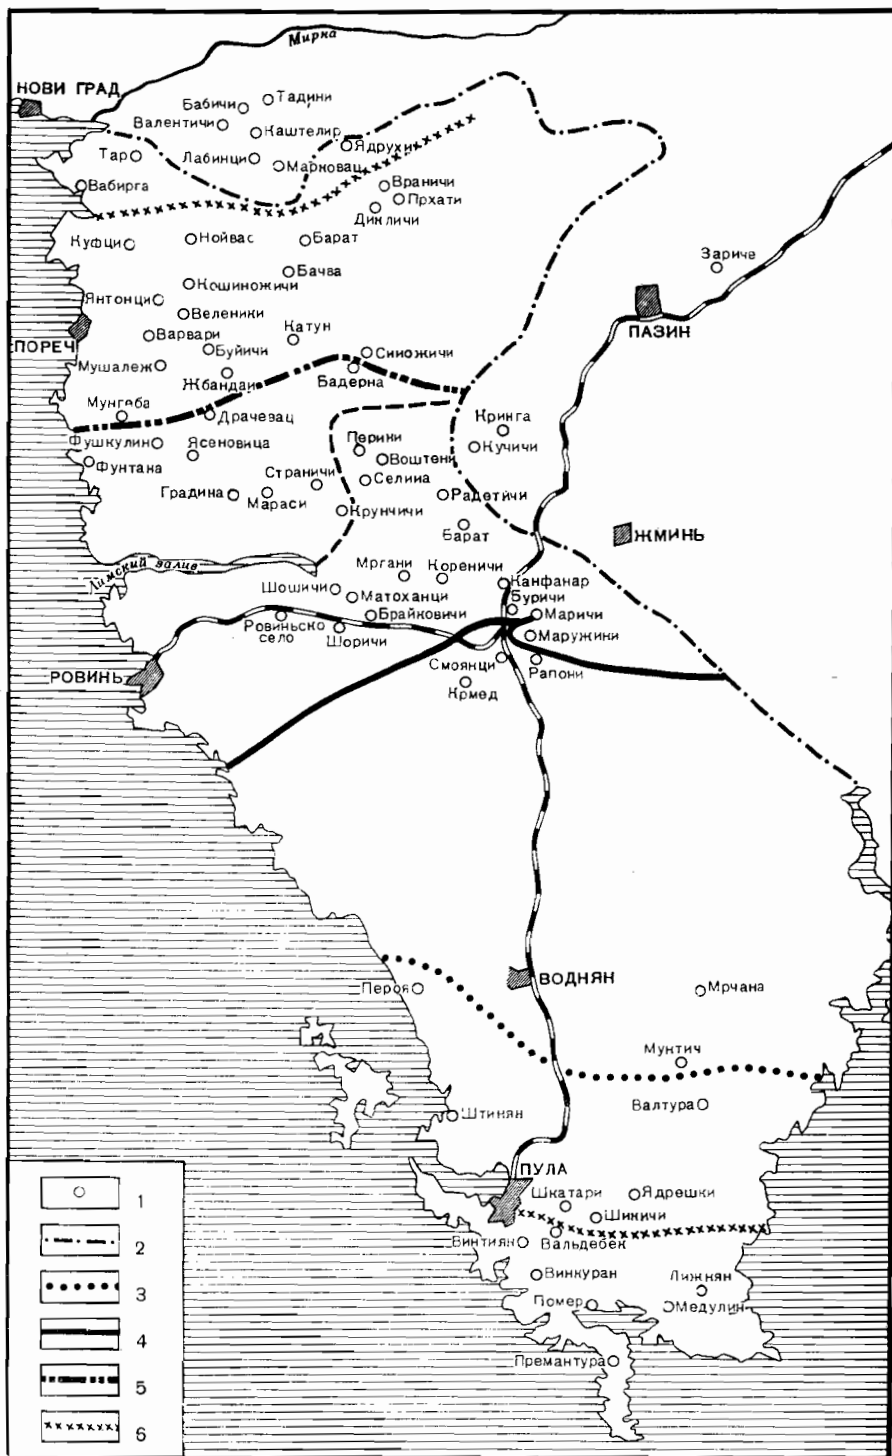 Мирна
НОВИ ГРАД
Тадини
Бабичи
Валентичи
Каштелир
Ядрухи
Тар
Лабинци
Марковац
Вабирга
Враничи
Прхати
Дикличи
Куфци
Нойвас
Барат
Бачва
Зариче
Кошиножичи
Янтонци
Веленики
ПАЗИН
Катун
ПОРЕЧ
Варвари
Буйичи
Синожичи
Мушалеж
Жбандаи
Бадерна
Мунгеба
Драчевац
Кринга
Фушкулин
Ясеновица
Перини
Кучичи
Фунтана
Воштени
Страничи
Селина
Градина
Мараси
Радетичи
Крунчичи
Барат
ЖМИНЬ
Лимский залив
Мргани
Кореничи
Шошичи
Канфанар
Матоханци
Буричи
Маричи
Ровиньско
село
Брайковичи
Шоричи
Маружини
РОВИНЬ
Смоянци
Рапони
Крмед
ВОДНЯН
Перой
Мрчана
Мунтич
Валтура
Штинян
ПУЛА
Шкатари
Ядрешки
Шикичи
Винтиян
Вальдебек
Винкуран
Лижнян
Померː
Медулин
Премантура
1
2
3
4
5
6